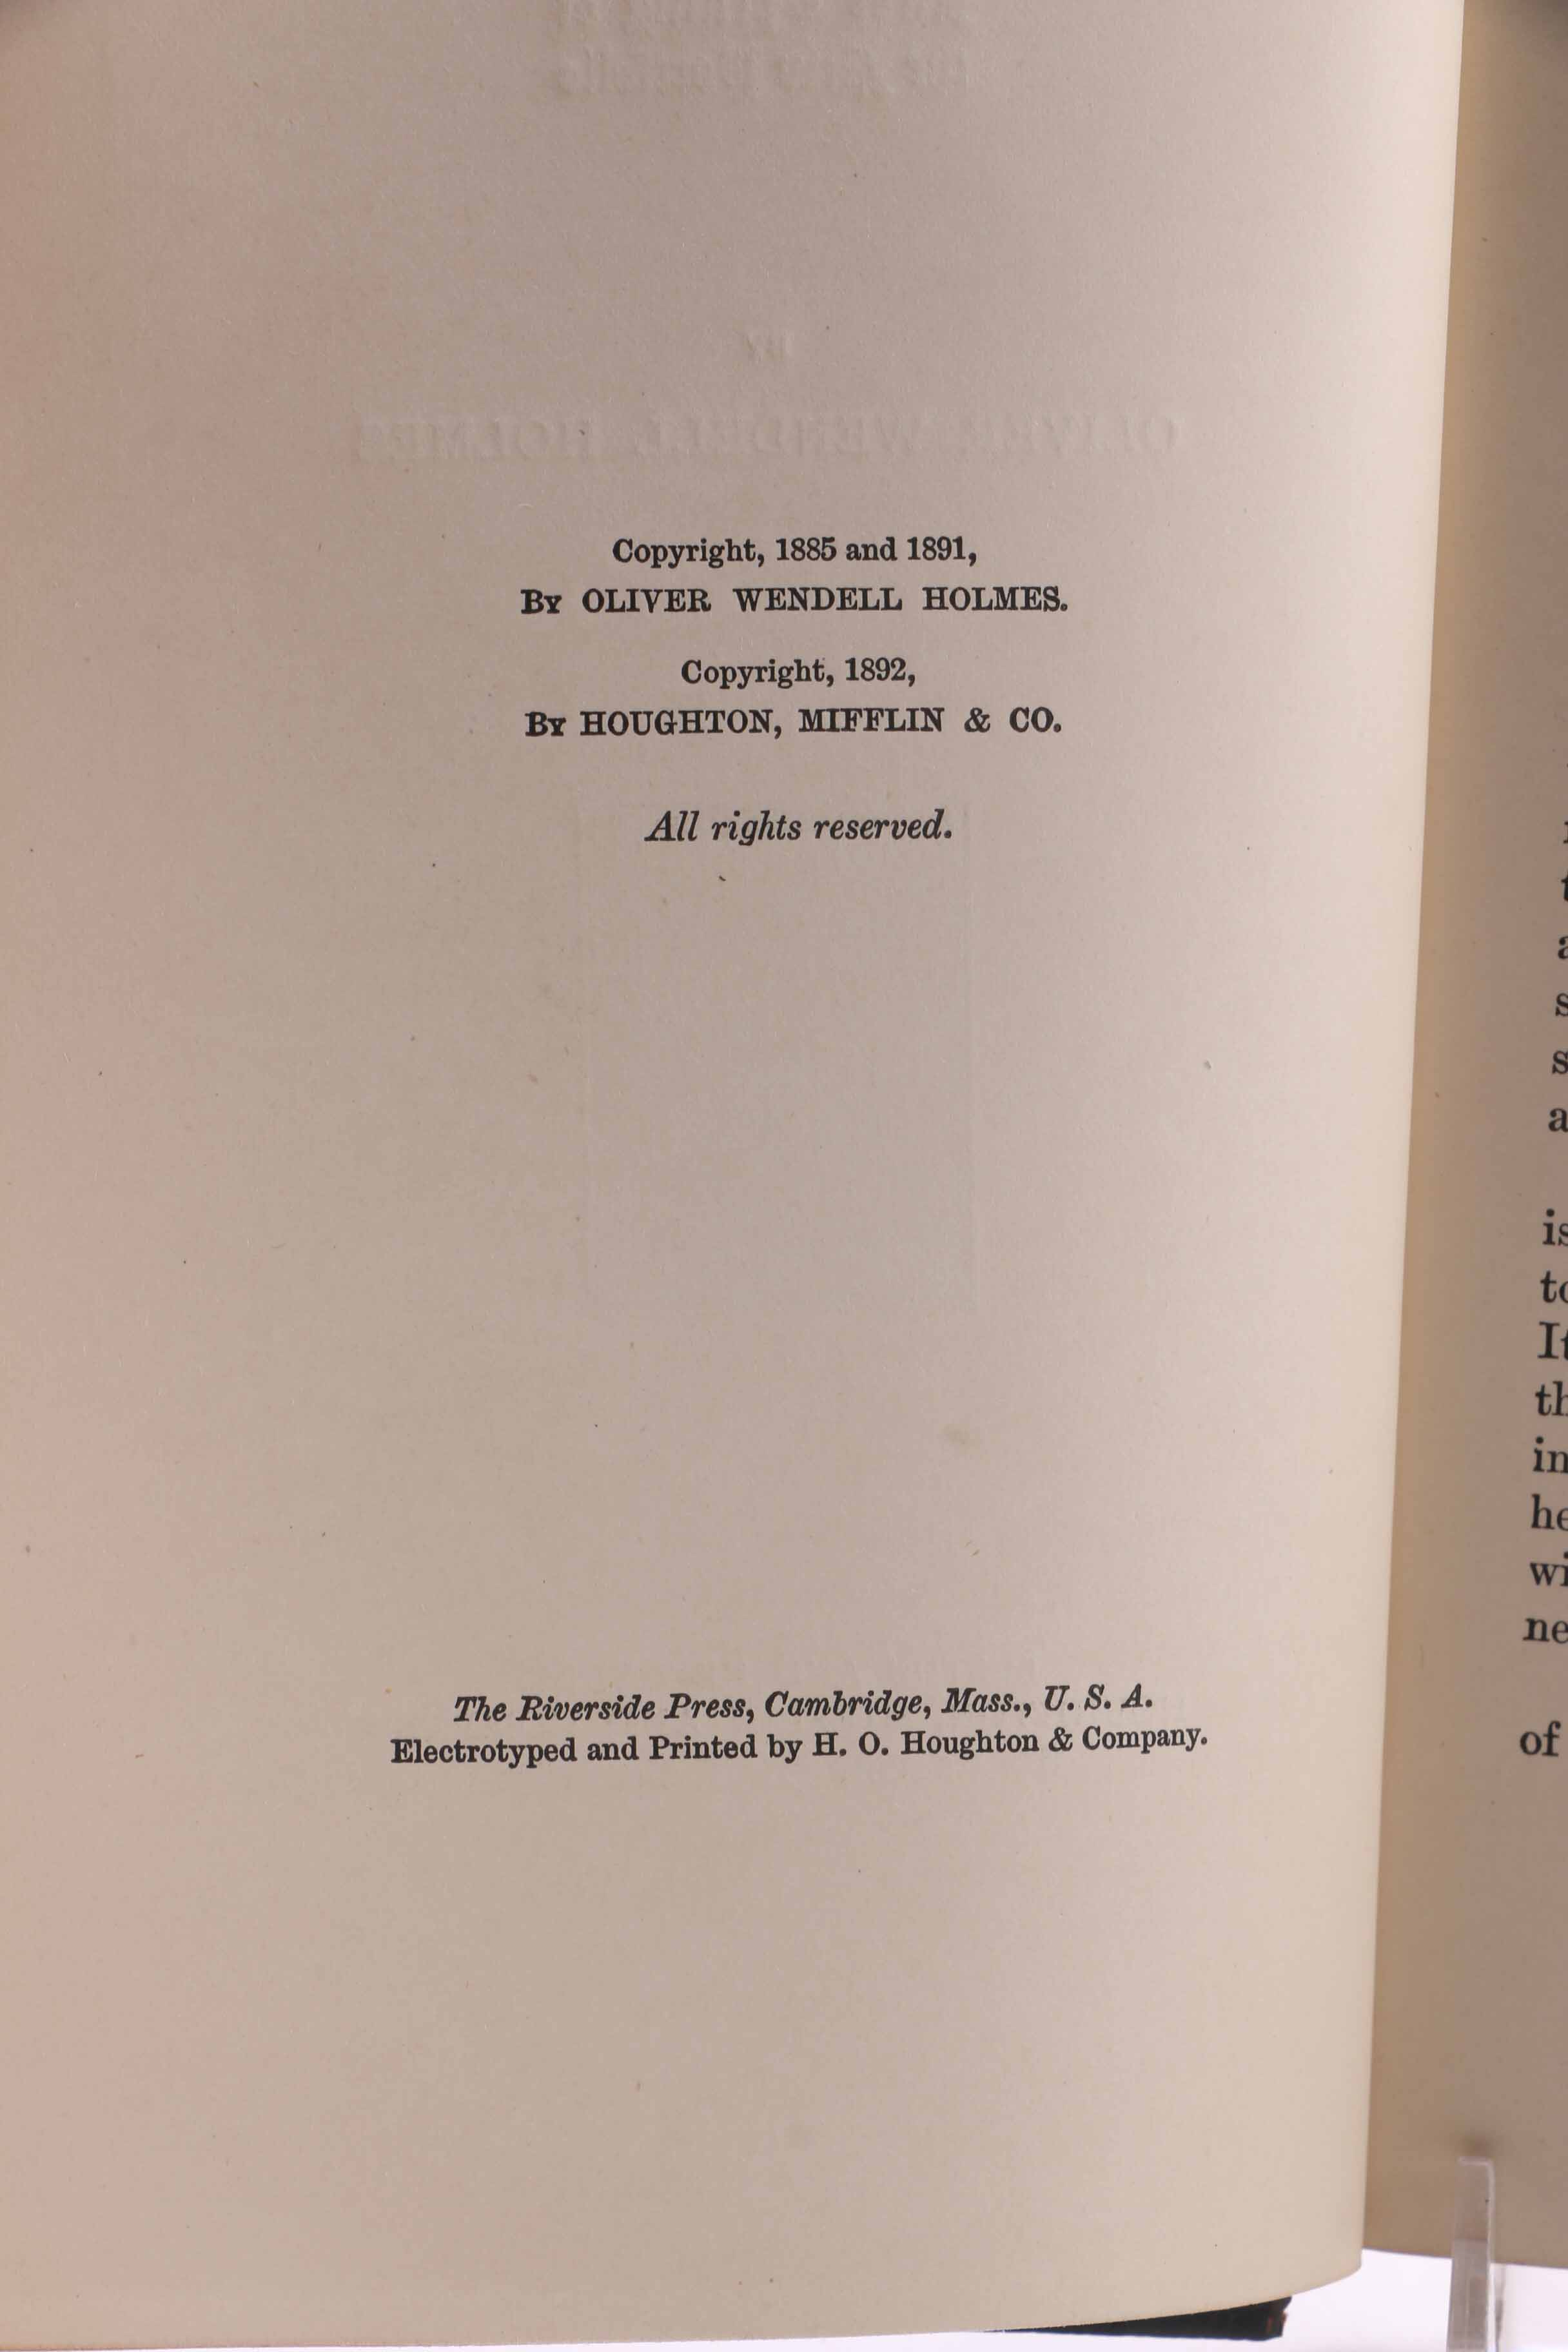 Copyright, 1885 and 1891,
By OLIVER WENDELL HOLMES.
Copyright, 1892,
By HOUGHTON, MIFFLIN & CO.
All rights reserved.
The Riverside Press, Cambridge, Mass., U. S. A.
Electrotyped and Printed by H. O. Houghton & Company.
of